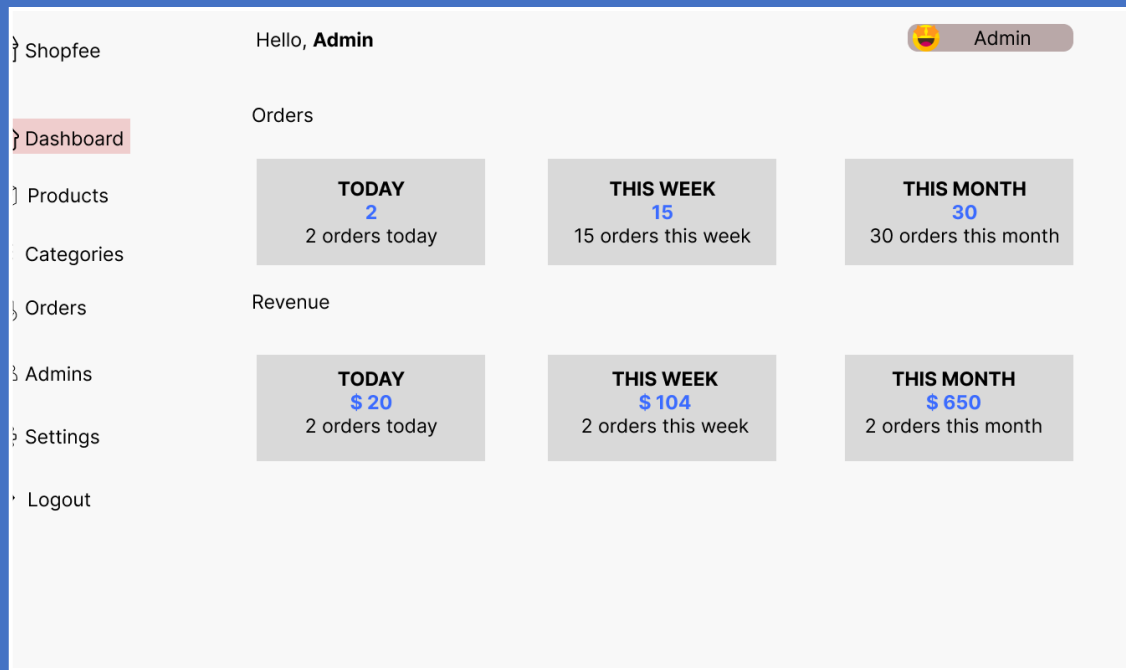 Shopfee
Dashboard
Products
Categories
Orders
Admins
Settings
Logout
Hello, Admin
Admin
Orders
TODAY
2
2 orders today
THIS WEEK
15
15 orders this week
THIS MONTH
30
30 orders this month
Revenue
TODAY
$ 20
2 orders today
THIS WEEK
$ 104
2 orders this week
THIS MONTH
$ 650
2 orders this month